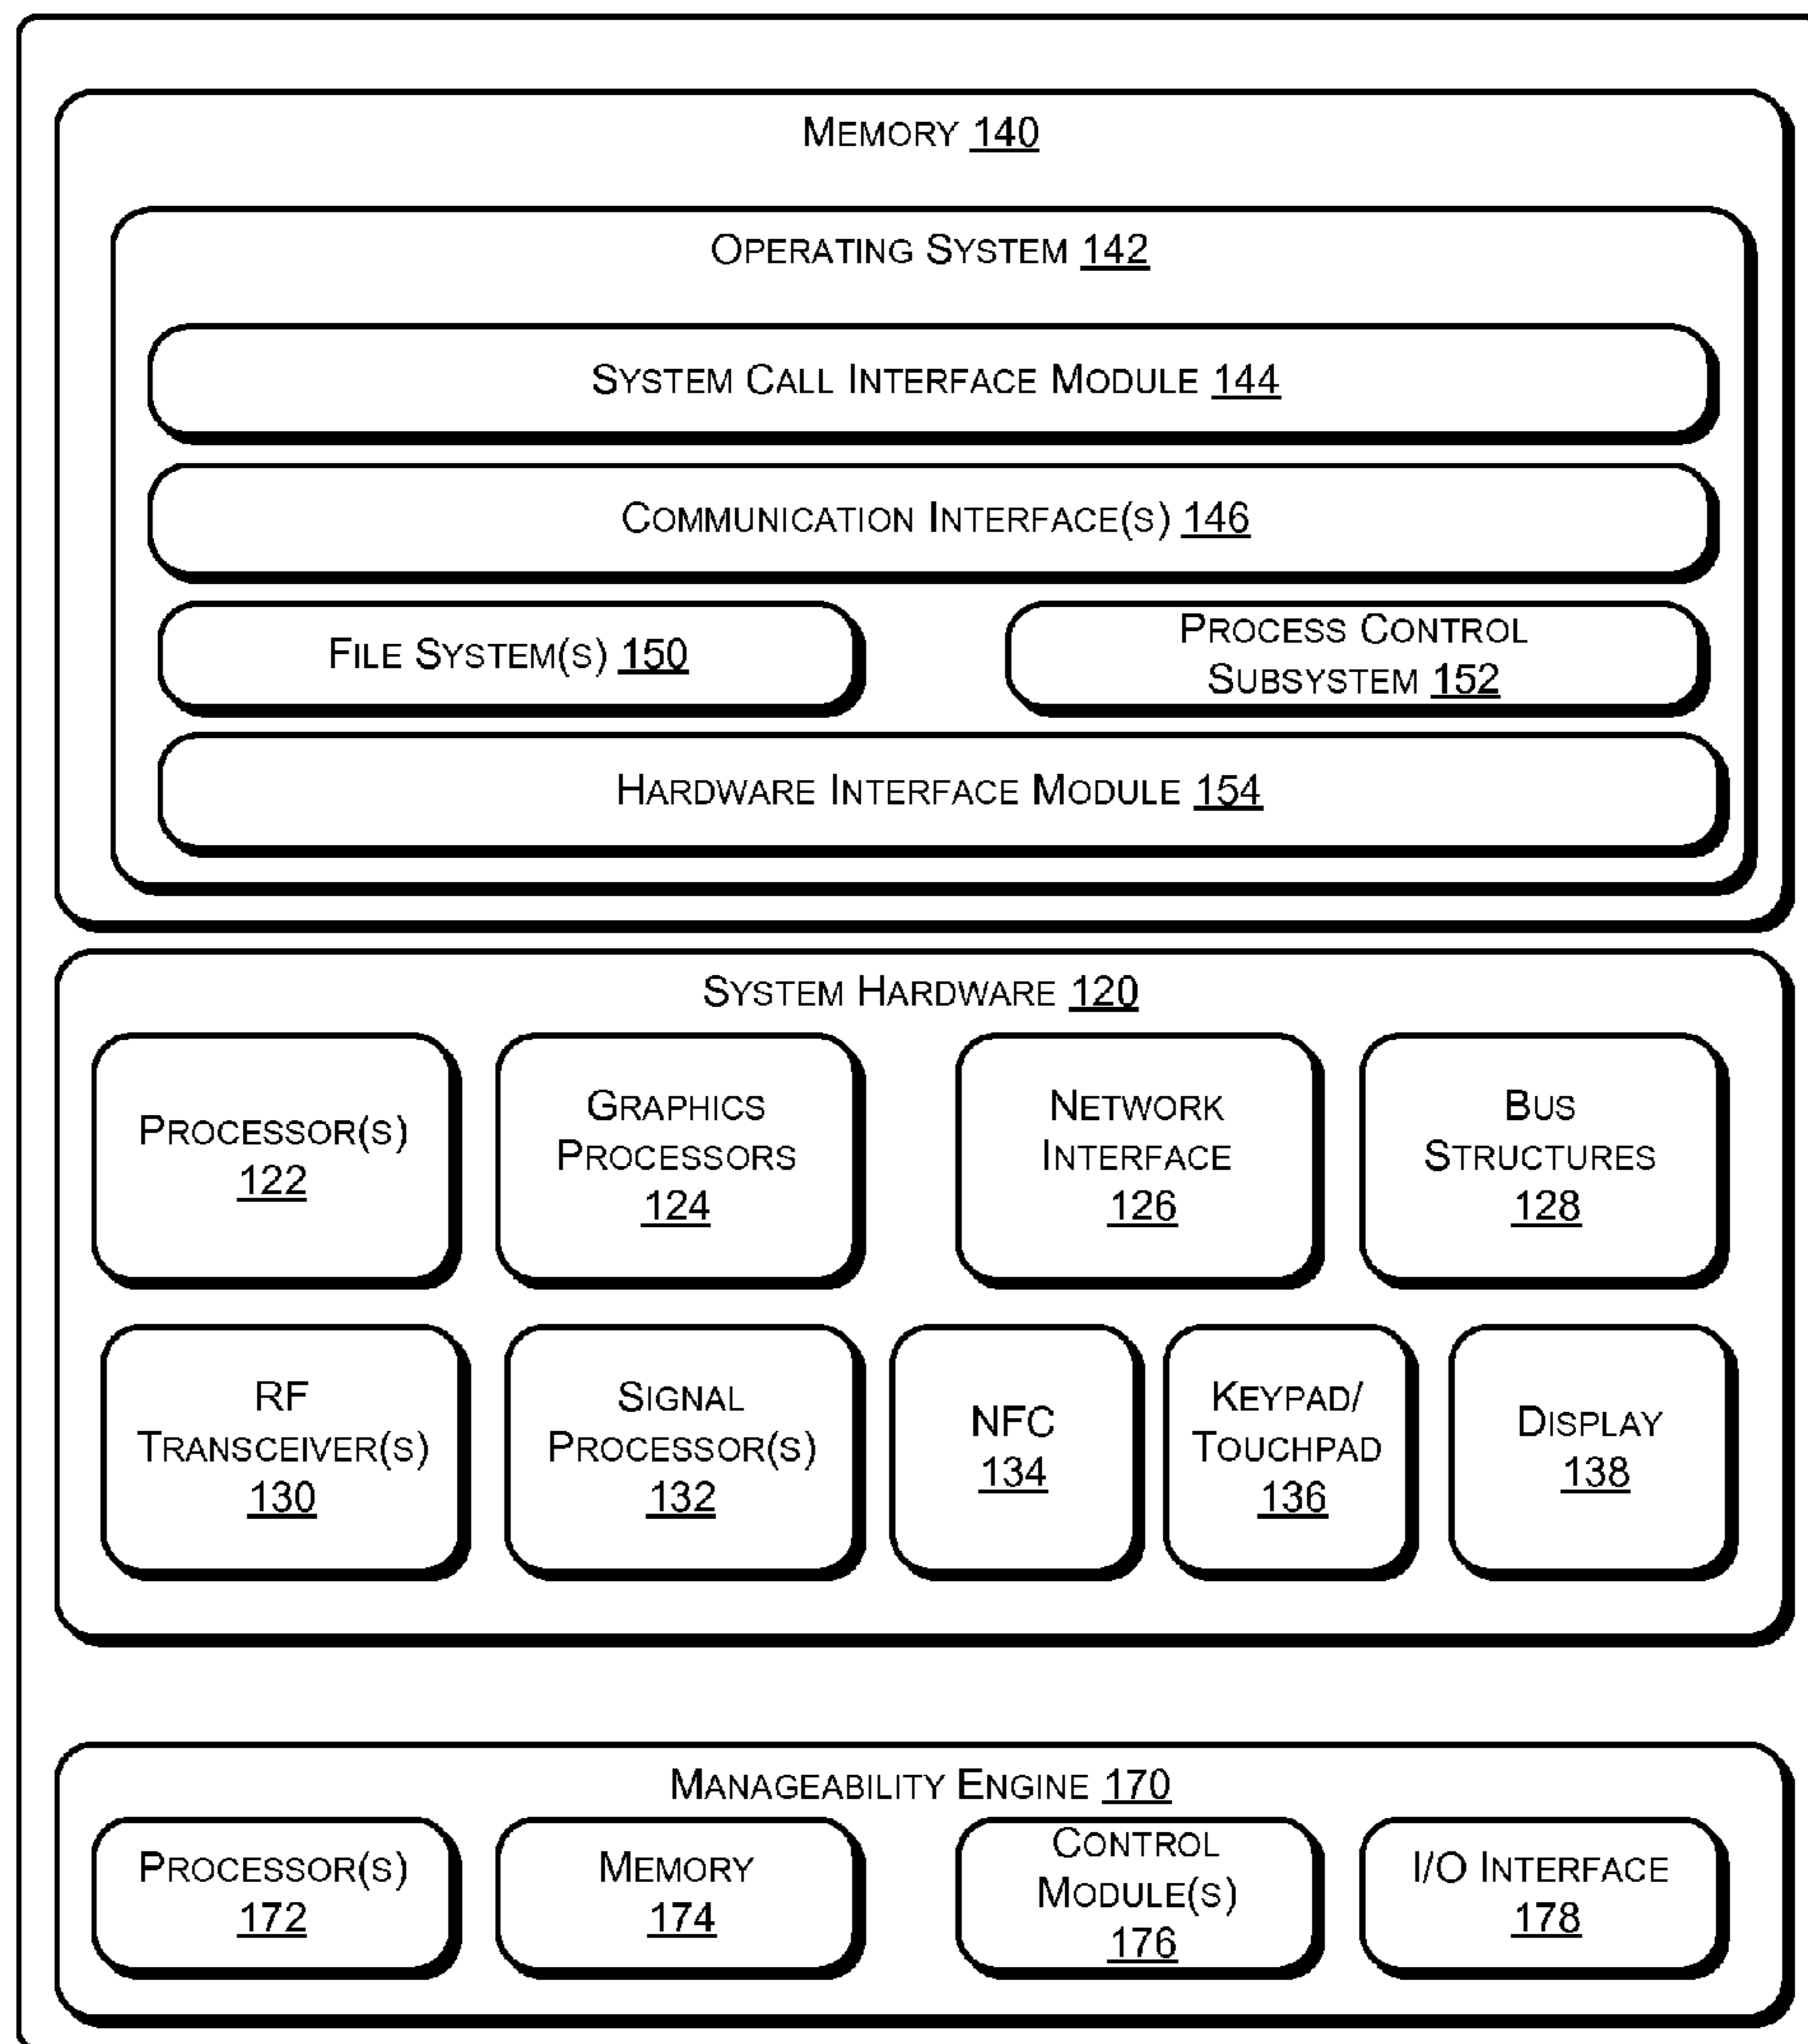 MEMORY 140
OPERATING SYSTEM 142
SYSTEM CALL INTERFACE MODULE 144
COMMUNICATION INTERFACE(S) 146
FILE SYSTEM(S) 150
PROCESS CONTROL
SUBSYSTEM 152
HARDWARE INTERFACE MODULE 154
SYSTEM HARDWARE 120
PROCESSOR(S)
122
GRAPHICS
PROCESSORS
124
NETWORK
INTERFACE
126
BUS
STRUCTURES
128
RF
TRANSCEIVER(S)
130
SIGNAL
PROCESSOR(S)
132
NFC
134
KEYPAD/
TOUCHPAD
136
DISPLAY
138
MANAGEABILITY ENGINE 170
PROCESSOR(S)
172
MEMORY
174
CONTROL
MODULE(S)
176
I/O INTERFACE
178